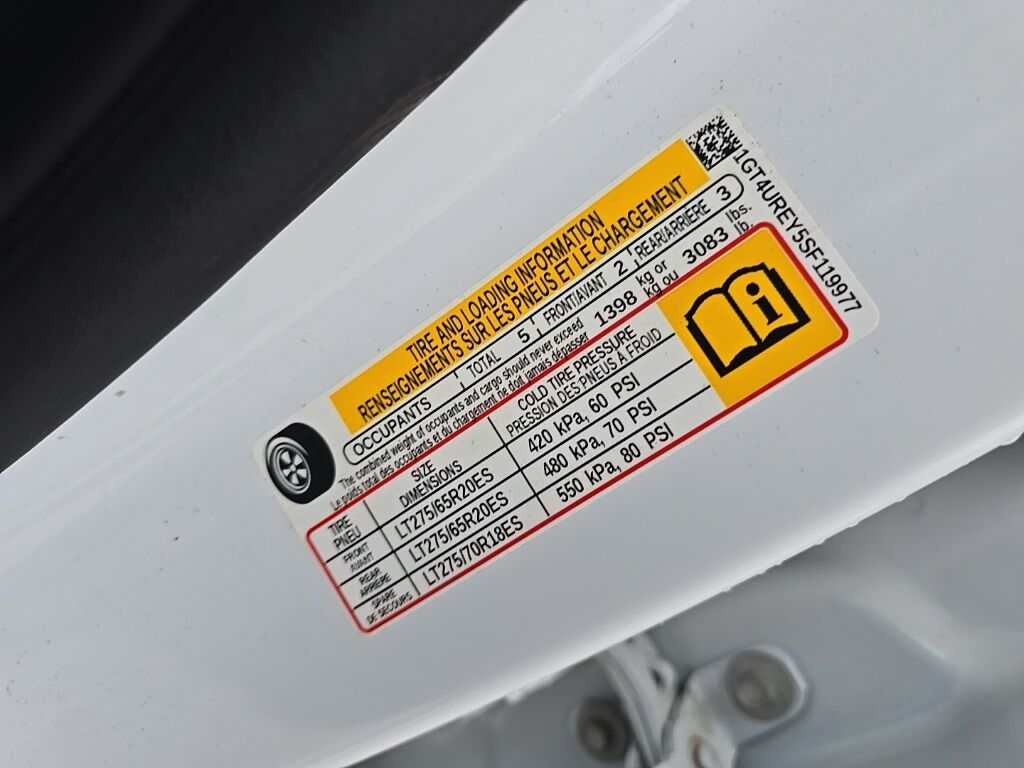 1GT4UREY5SF119977
TIRE AND LOADING INFORMATION
RENSEIGNEMENTS SUR LES PNEUS ET LE CHARGEMENT
OCCUPANTS TOTAL 5 FRONT/AVANT 2 REAR/ARRIERE 3
The combined weight of occupants and cargo should never exceed 1398 kg or 3083 lbs.
Le poids total des occupants et du chargement ne doit jamais dépasser kg ou lb.
TIRE SIZE COLD TIRE PRESSURE
PNEU DIMENSIONS PRESSION DES PNEUS A FROID
FRONT
AVANT LT275/65R20ES 420 kPa, 60 PSI
REAR
ARRIERE LT275/65R20ES 480 kPa, 70 PSI
SPARE
DE SECOURS LT275/70R18ES 550 kPa, 80 PSI
i